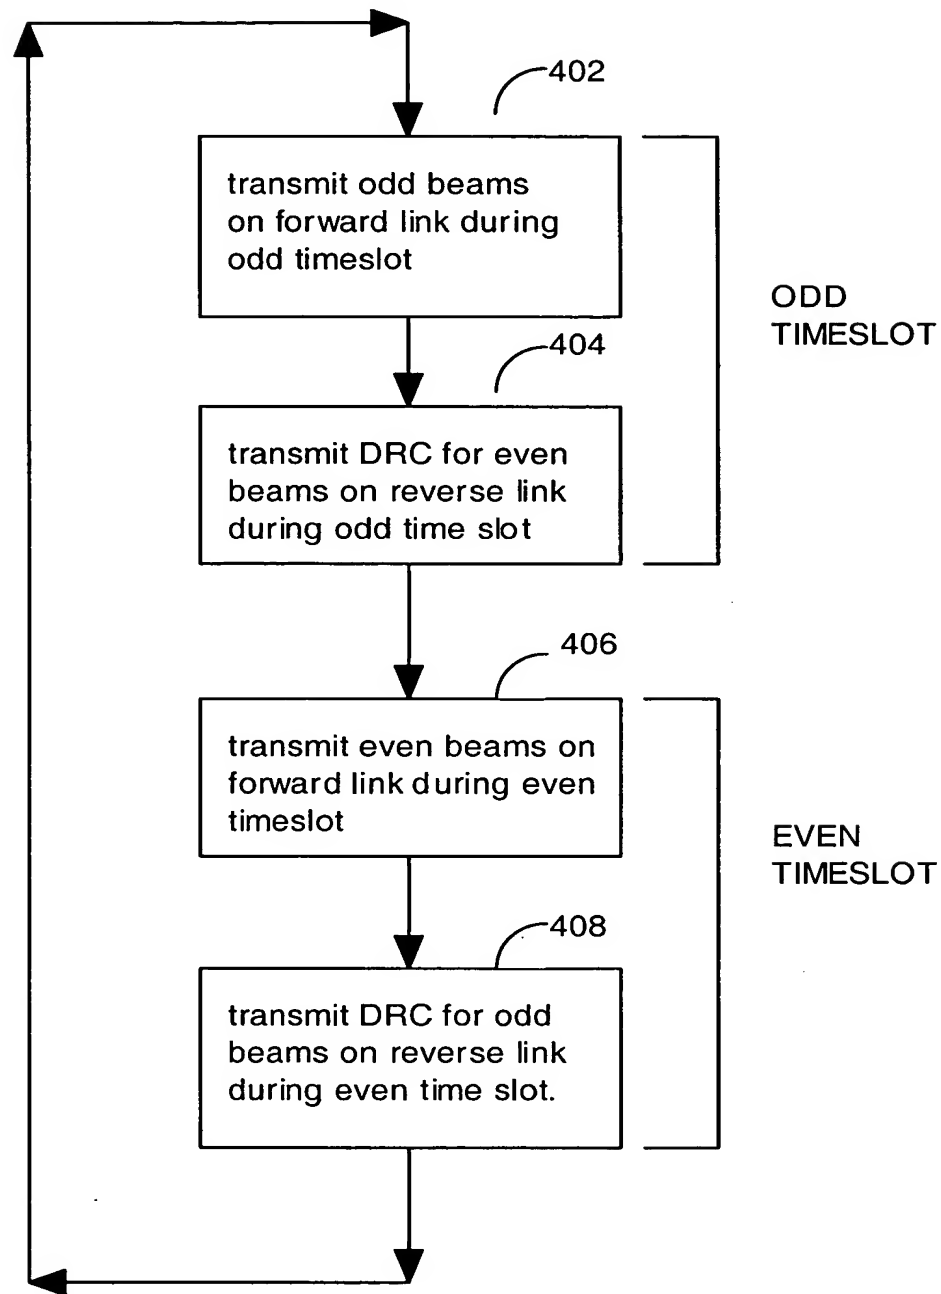 402
transmit odd beams
on forward link during
odd timeslot
ODD
TIMESLOT
404
transmit DRC for even
beams on reverse link
during odd time slot
406
transmit even beams on
forward link during even
timeslot
EVEN
TIMESLOT
408
transmit DRC for odd
beams on reverse link
during even time slot.